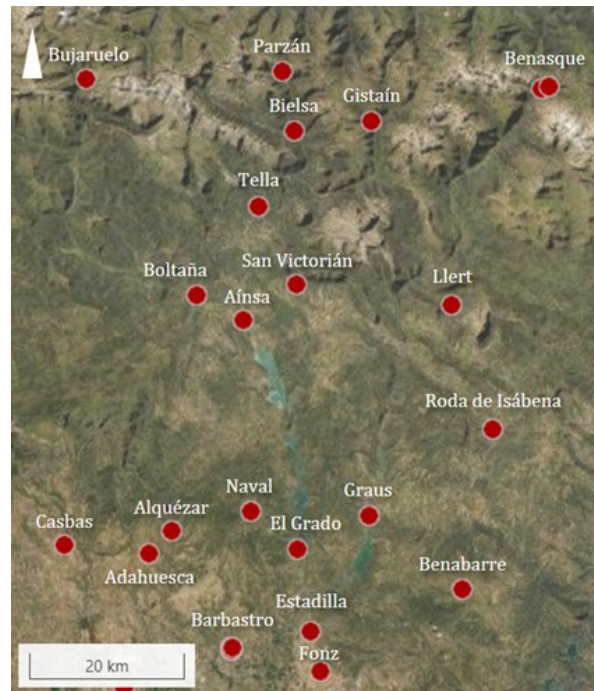 Parzán
Bujaruelo
Benasque
Gistaín
Bielsa
Tella
San Victorián
Boltaña
Llert
Aínsa
Roda de Isábena
Naval
Graus
Alquézar
Casbas
El Grado
Adahuesca
Benabarre
Estadilla
Barbastro
Fonz
20 km